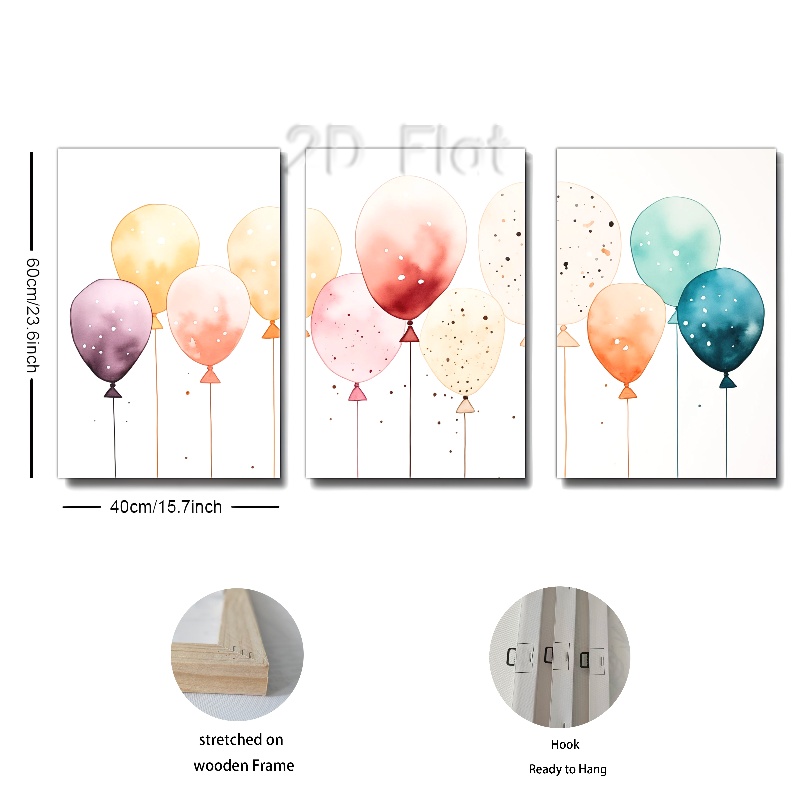 2D Flat
60cm/23.6inch
40cm/15.7inch
stretched on
wooden Frame
Hook
Ready to Hang